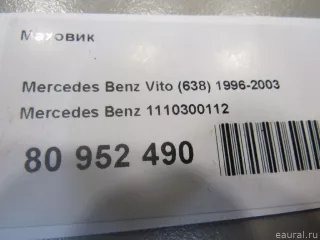 Маховик
Mercedes Benz Vito (638) 1996-2003
Mercedes Benz 1110300112
80 952 490
eaural.ru